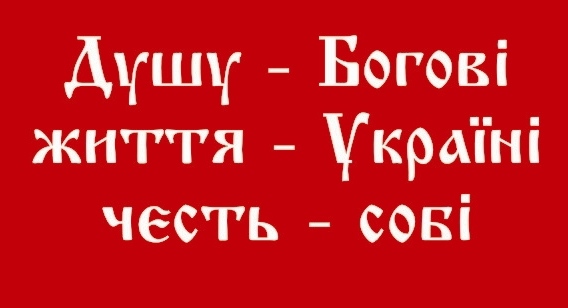 Душу – Богові
життя – Україні
честь – собі